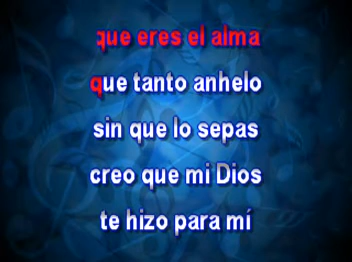 que eres el alma
que tanto anhelo
sin que lo sepas
creo que mi Dios
te hizo para mí